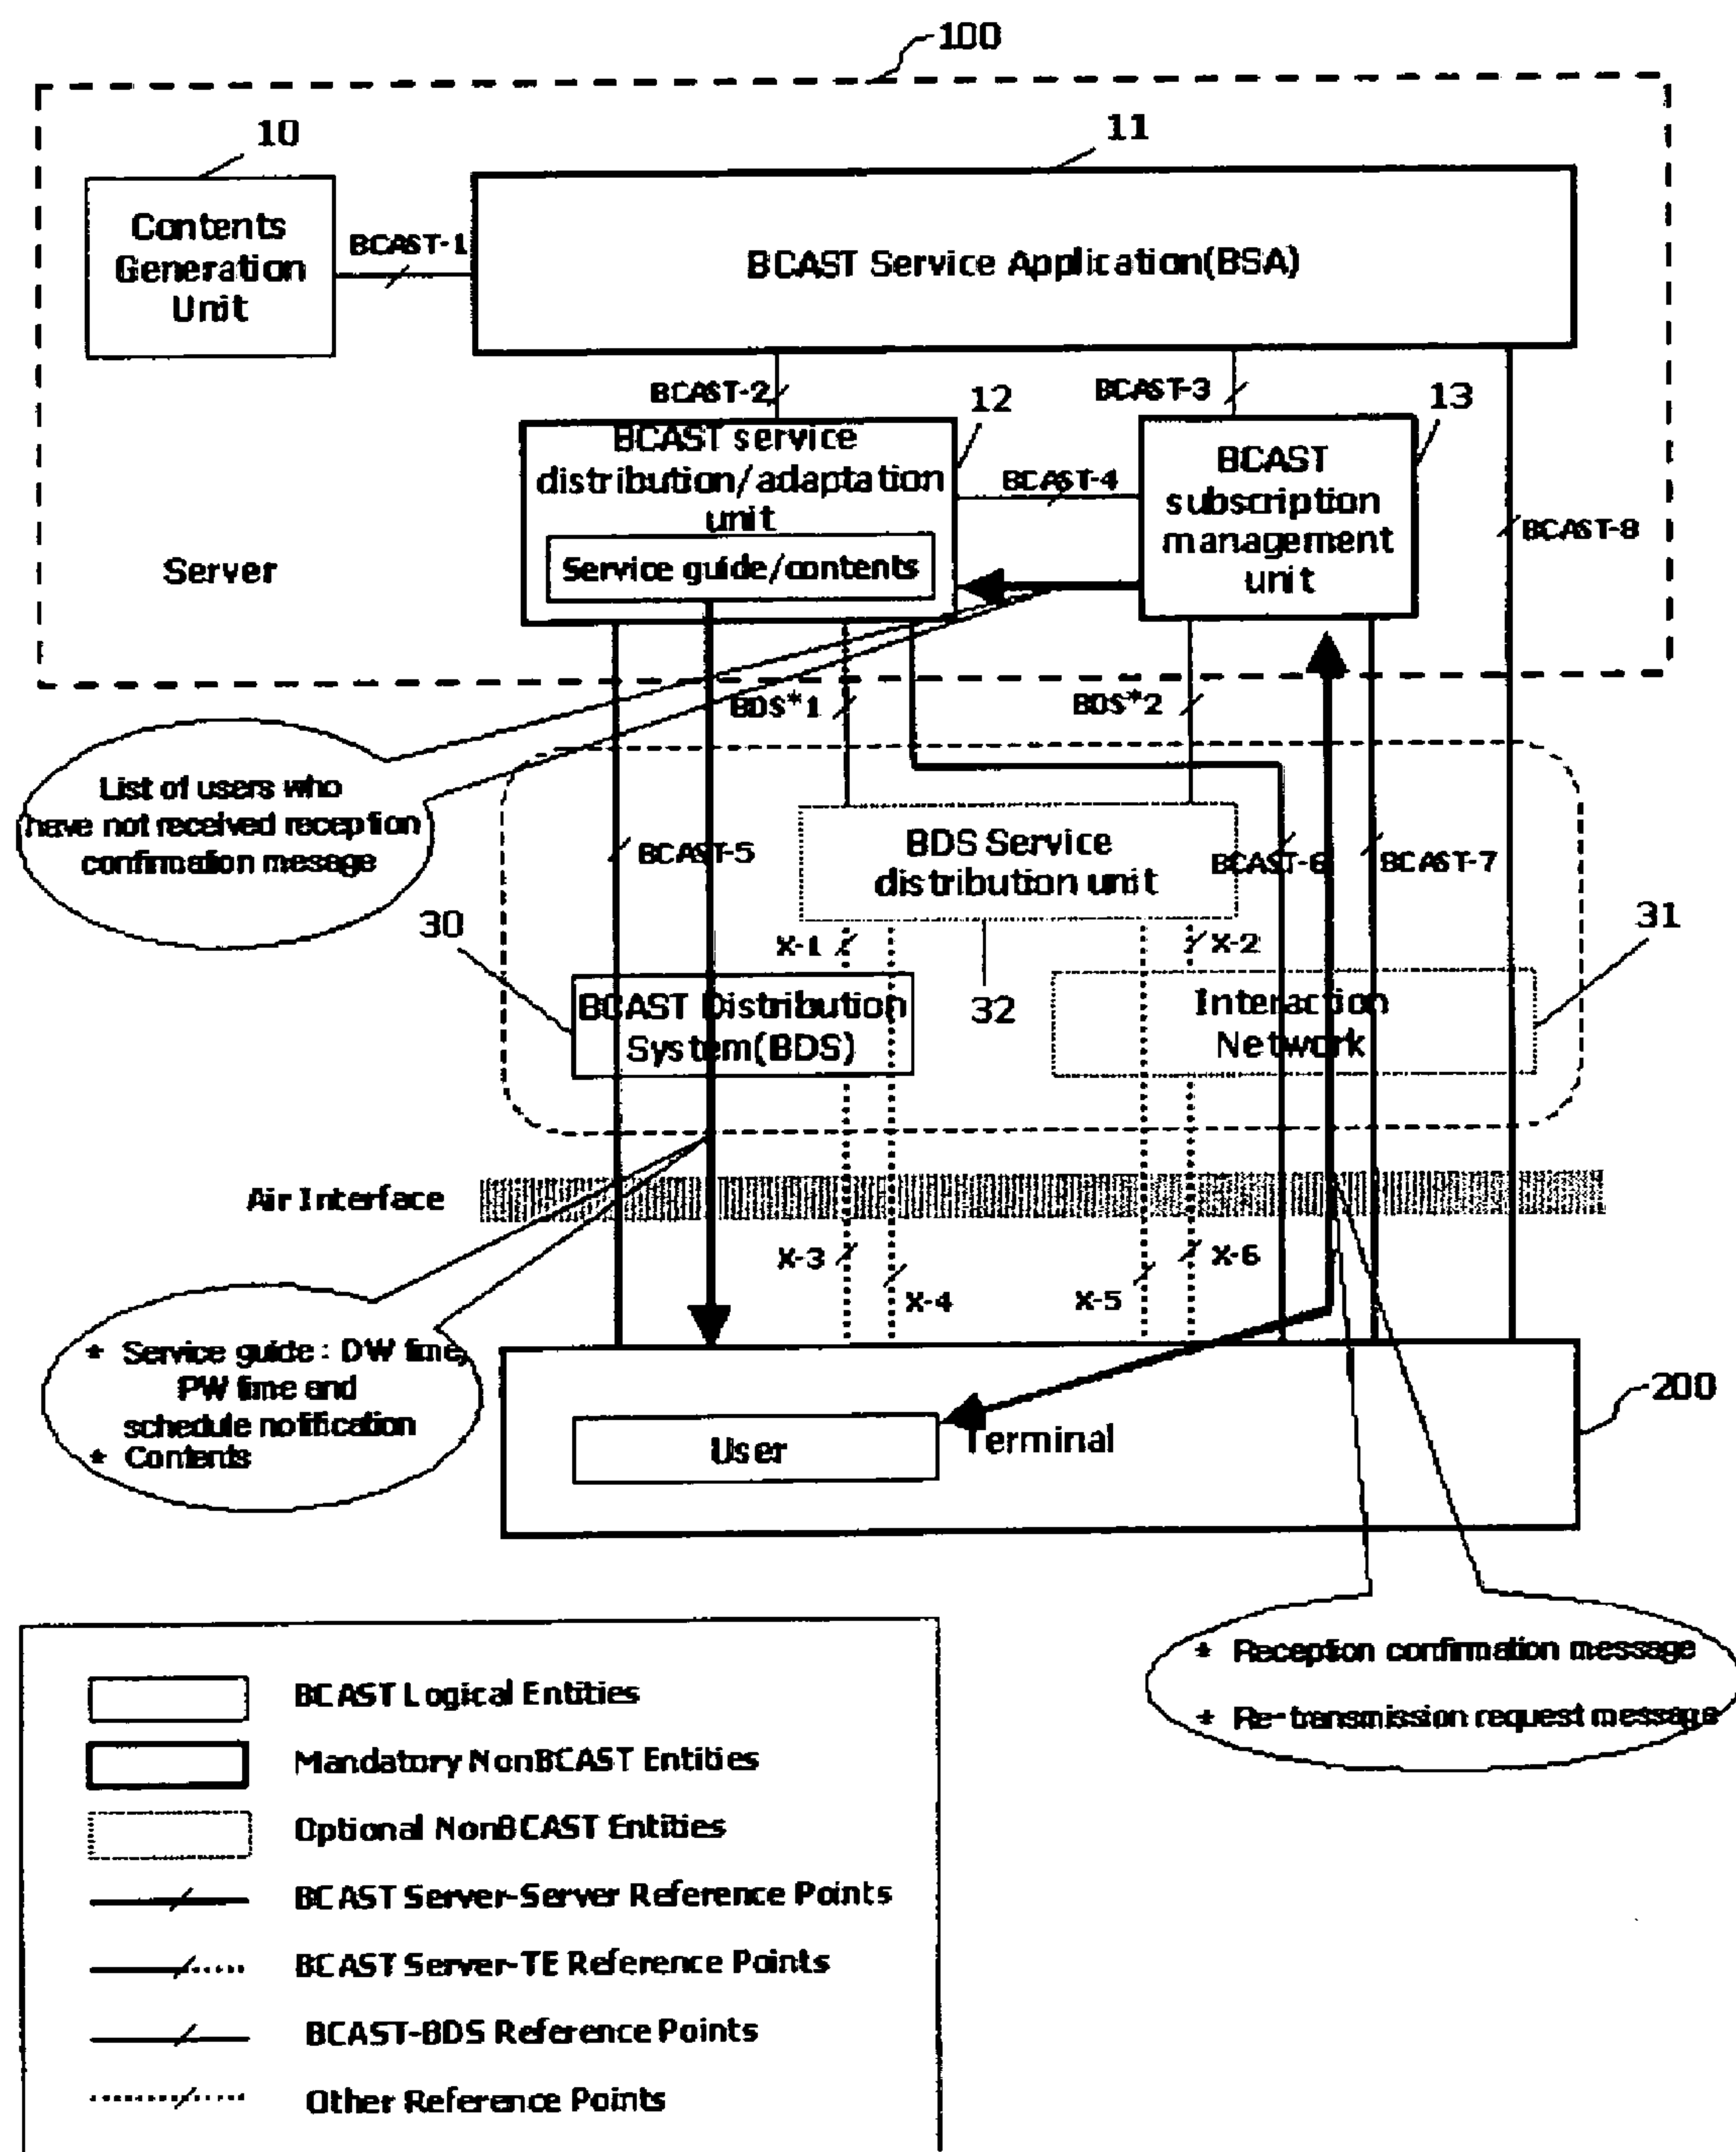 100
10
11
Contents
Generation
Unit
BCAST-1
BCAST Service Application(BSA)
BCAST-2
BCAST-3
12
13
BCAST service
distribution/adaptation
unit
Service guide/contents
BCAST-4
BCAST
subscription
management
unit
BCAST-8
Server
BDS*1
BDS*2
List of users who
have not received reception
confirmation message
BCAST-5
BDS Service
distribution unit
BCAST-6
BCAST-7
30
X-1
X-2
31
32
BCAST Distribution
System(BDS)
Interaction
Network
Air Interface
X-3
X-6
X-4
X-5
* Service guide : DW time,
PW time and
schedule notification
* Contents
200
User
Terminal
* Reception confirmation message
* Re-transmission request message
BCAST Logical Entities
Mandatory NonBCAST Entities
Optional NonBCAST Entities
BCAST Server-Server Reference Points
BCAST Server-TE Reference Points
BCAST-BDS Reference Points
Other Reference Points